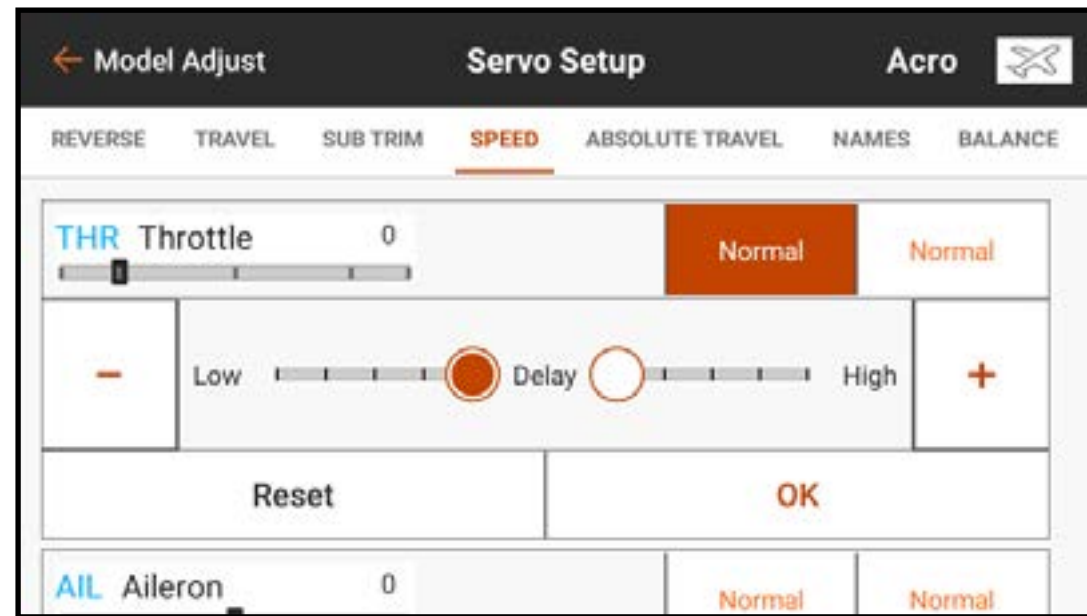 ← Model Adjust Servo Setup Acro
REVERSE TRAVEL SUB TRIM SPEED ABSOLUTE TRAVEL NAMES BALANCE
THR Throttle 0 Normal Normal
− Low Delay High +
Reset OK
AIL Aileron 0 Normal Normal